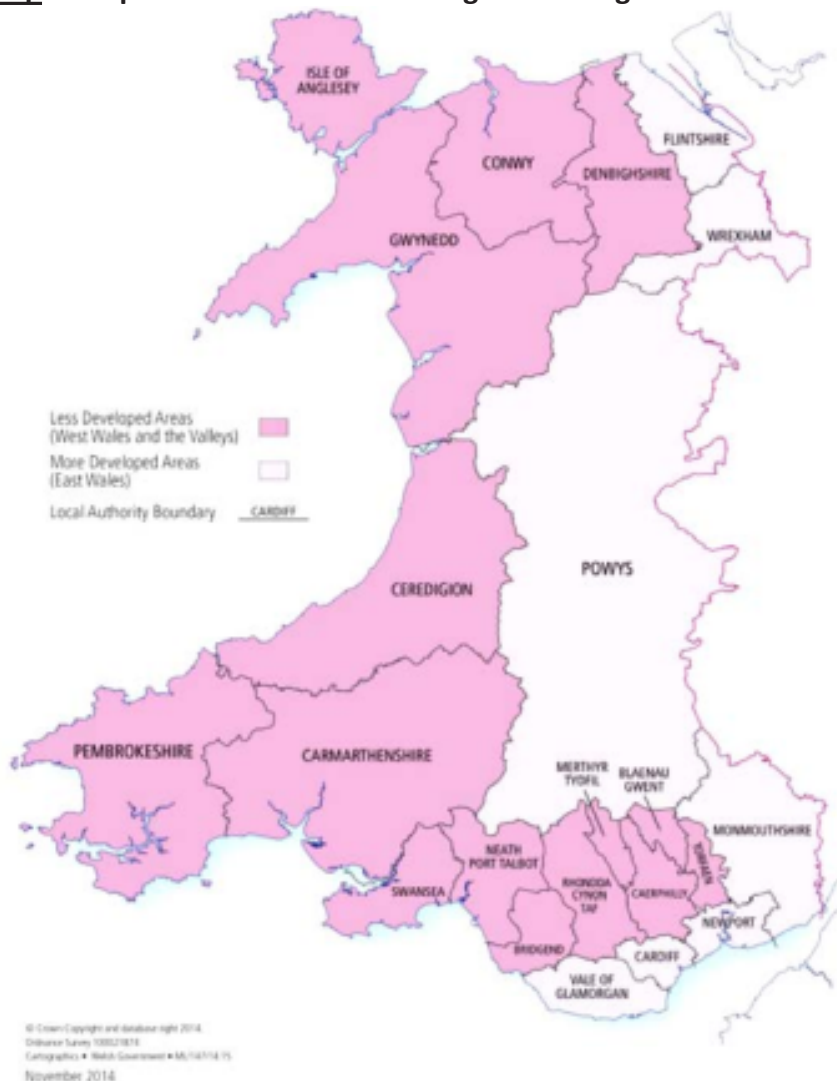 ISLE OF
ANGLESEY
FLINTSHIRE
CONWY
DENBIGHSHIRE
GWYNEDD
WREXHAM
Less Developed Areas
(West Wales and the Valleys)
More Developed Areas
(East Wales)
Local Authority Boundary CARDIFF
POWYS
CEREDIGION
PEMBROKESHIRE
CARMARTHENSHIRE
MERTHYR
TYDFIL
BLAENAU
GWENT
MONMOUTHSHIRE
NEATH
PORT TALBOT
TORFAEN
RHONDDA
CYNON
TAF
CAERPHILLY
SWANSEA
NEWPORT
BRIDGEND
CARDIFF
VALE OF
GLAMORGAN
© Crown Copyright and database right 2014.
Ordnance Survey
Cartographics • Welsh Government •
November 2014